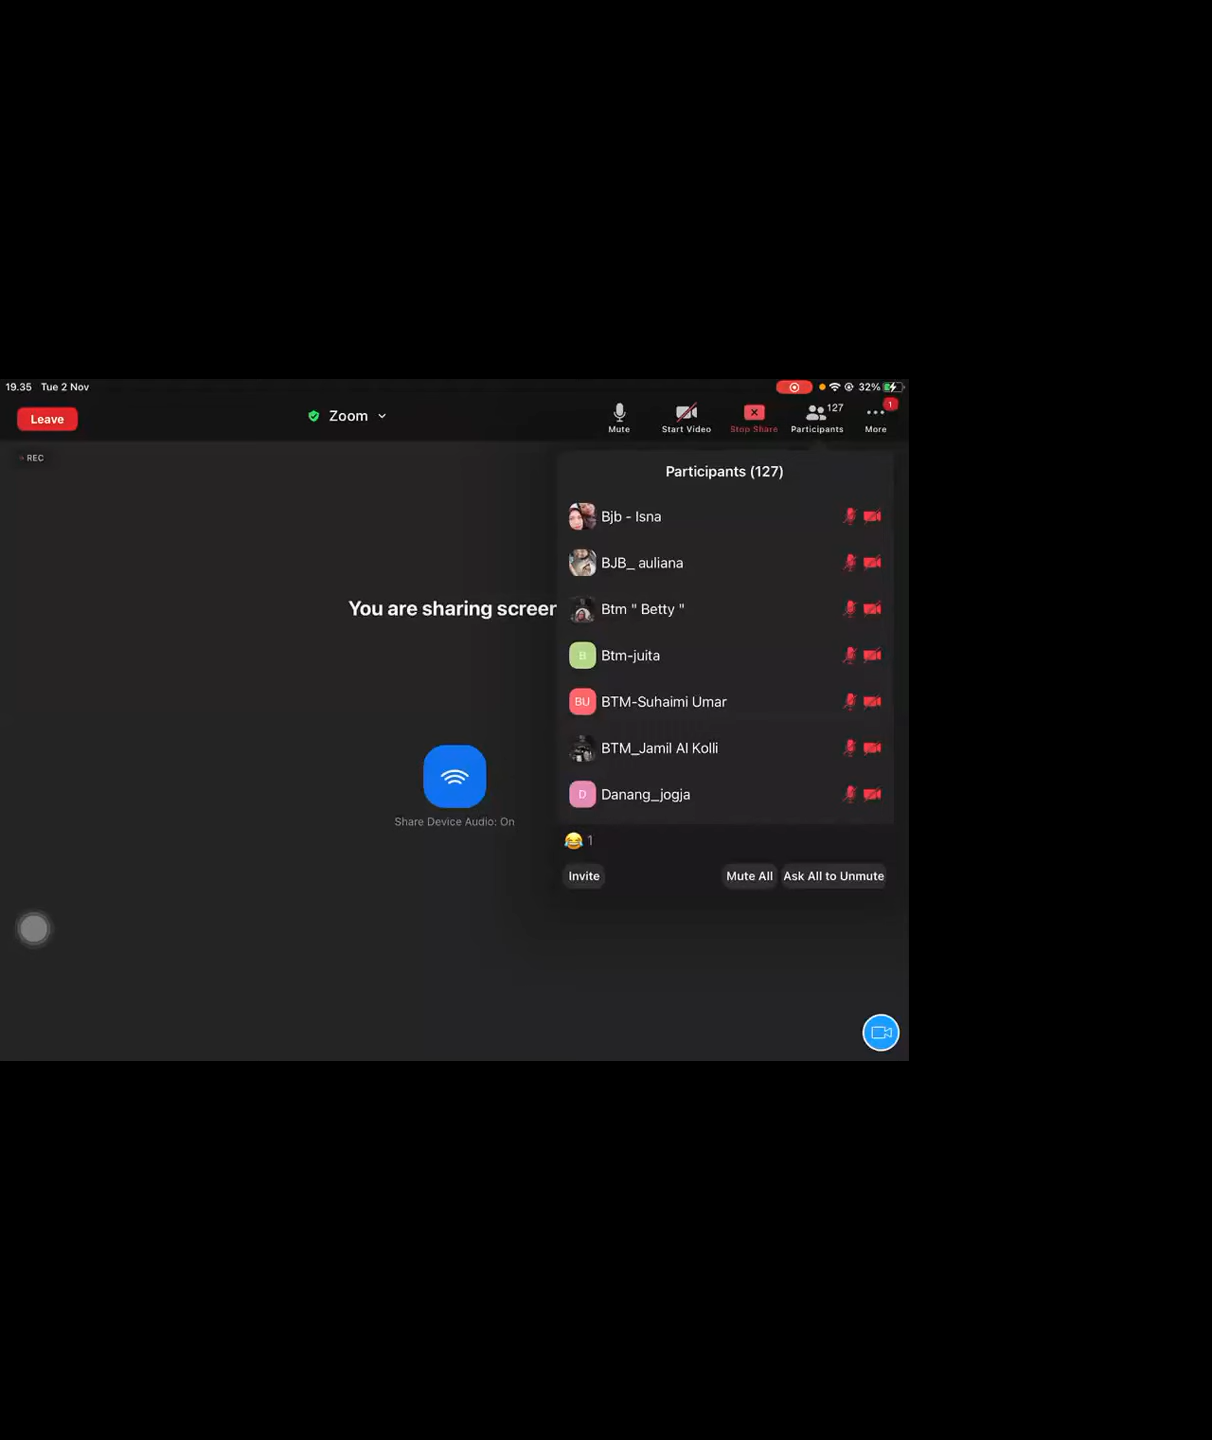 19.35 Tue 2 Nov
32%
Leave
Zoom
Mute
Start Video
Stop Share
127
Participants
1
More
REC
Participants (127)
Bjb - Isna
BJB_ auliana
Btm " Betty "
You are sharing screen
B
Btm-juita
BU
BTM-Suhaimi Umar
BTM_Jamil Al Kolli
D
Danang_jogja
Share Device Audio: On
😂 1
Invite
Mute All
Ask All to Unmute